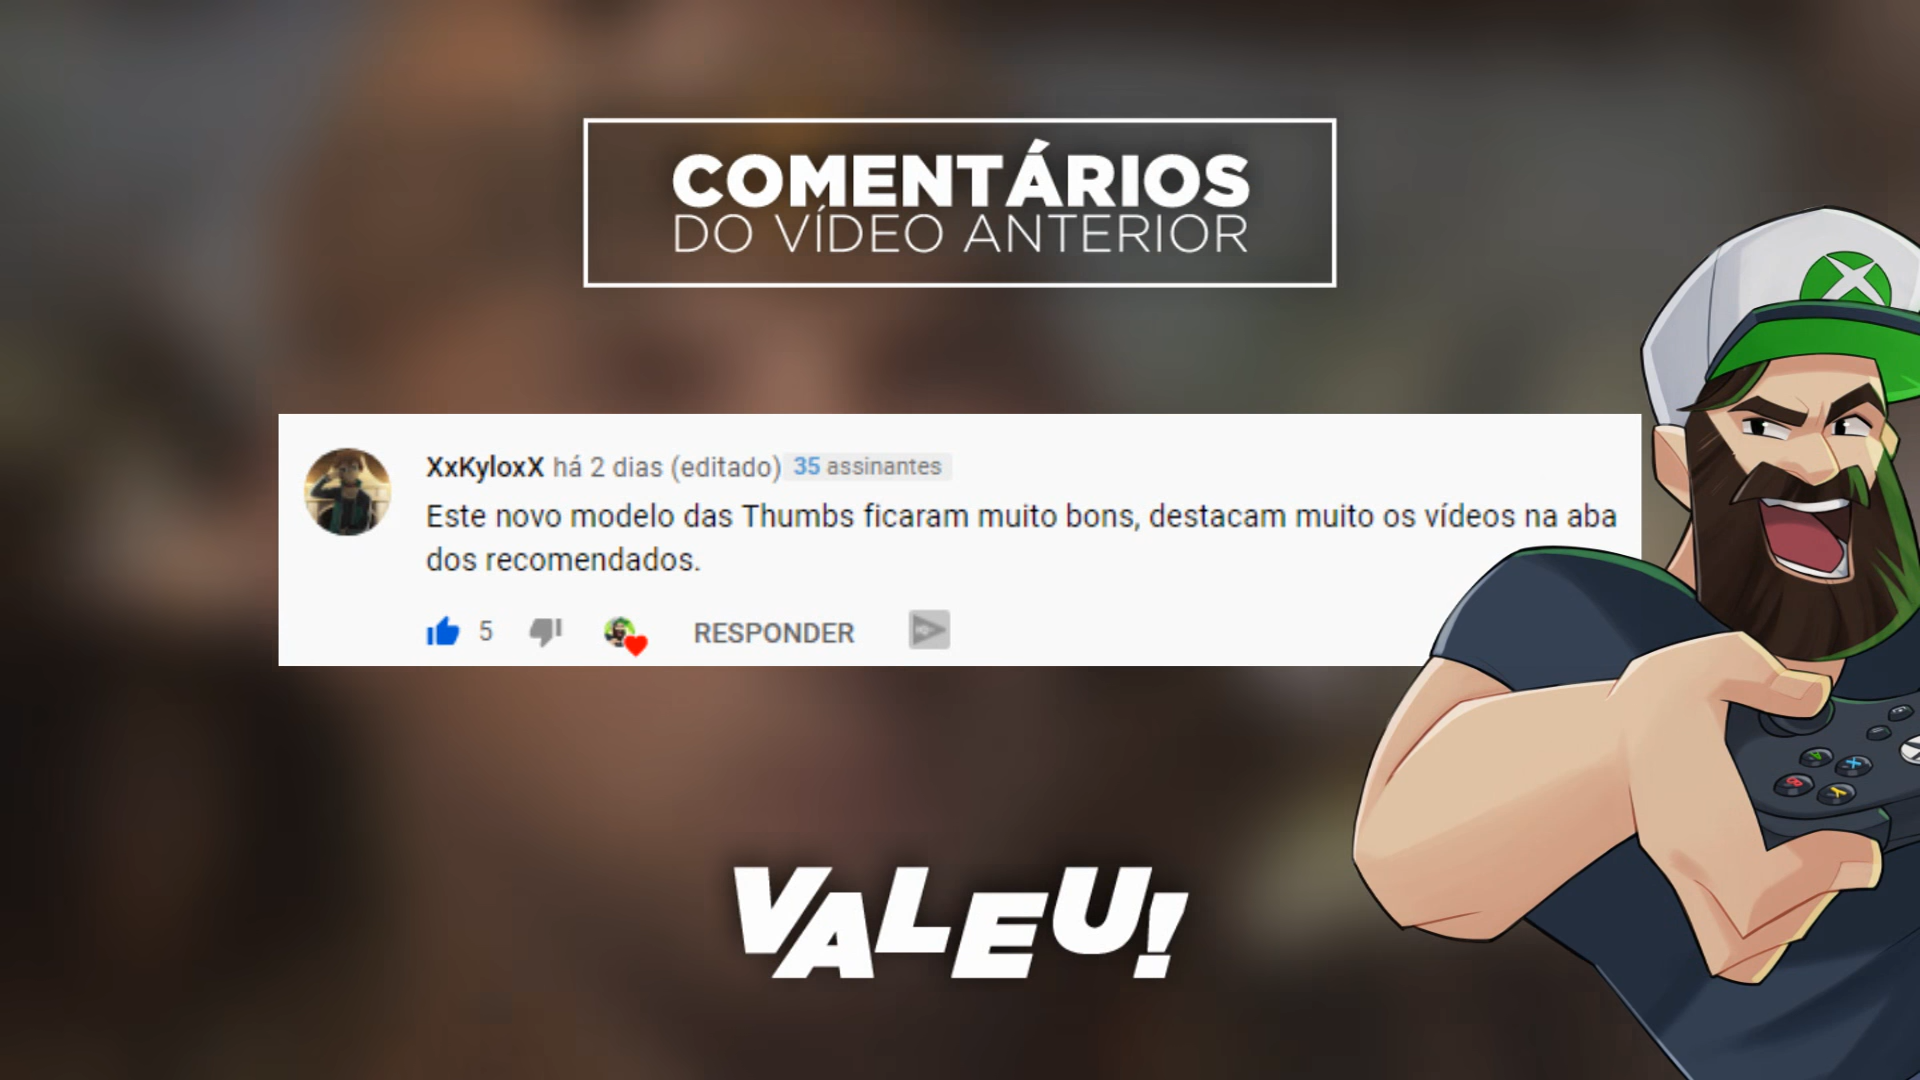 COMENTÁRIOS
DO VÍDEO ANTERIOR
XxKyloxX há 2 dias (editado) 35 assinantes
Este novo modelo das Thumbs ficaram muito bons, destacam muito os vídeos na aba
dos recomendados.
5 RESPONDER
A X
B Y
VALEU!